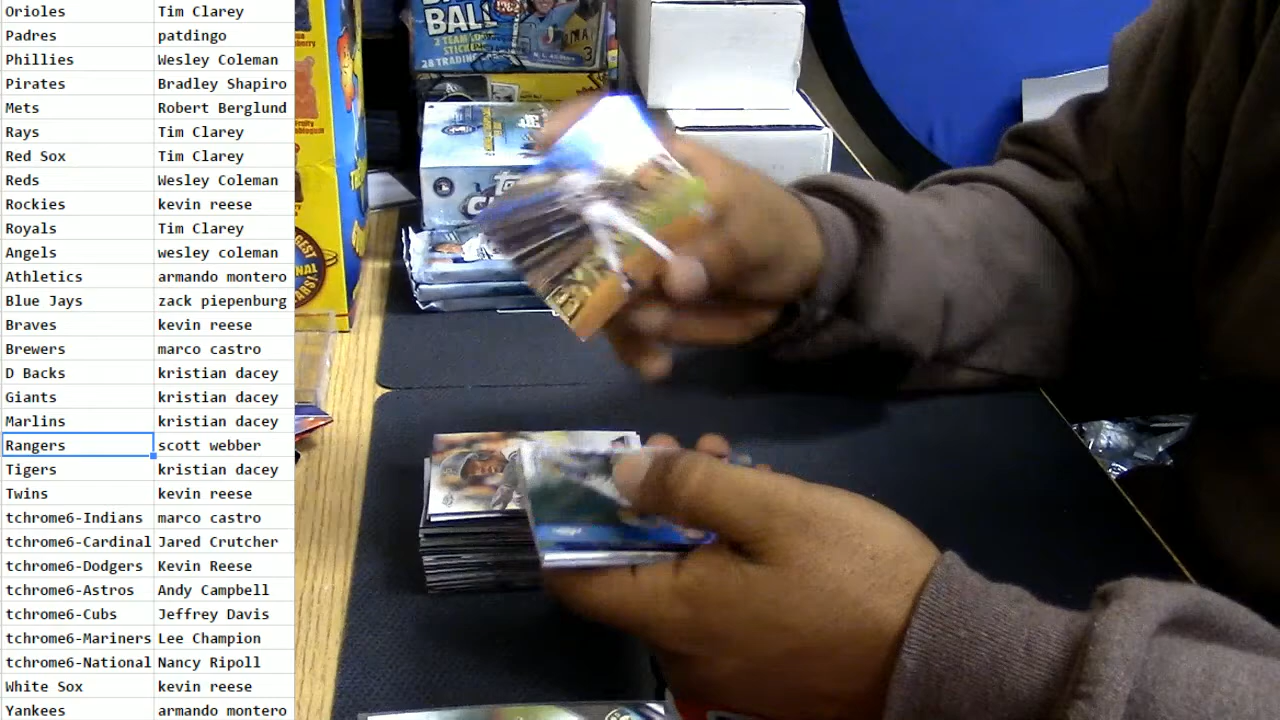 Orioles Tim Clarey
Padres patdingo
Phillies Wesley Coleman
Pirates Bradley Shapiro
Mets Robert Berglund
Rays Tim Clarey
Red Sox Tim Clarey
Reds Wesley Coleman
Rockies kevin reese
Royals Tim Clarey
Angels wesley coleman
Athletics armando montero
Blue Jays zack piepenburg
Braves kevin reese
Brewers marco castro
D Backs kristian dacey
Giants kristian dacey
Marlins kristian dacey
Rangers scott webber
Tigers kristian dacey
Twins kevin reese
tchrome6-Indians marco castro
tchrome6-Cardinal Jared Crutcher
tchrome6-Dodgers Kevin Reese
tchrome6-Astros Andy Campbell
tchrome6-Cubs Jeffrey Davis
tchrome6-Mariners Lee Champion
tchrome6-National Nancy Ripoll
White Sox kevin reese
Yankees armando montero
BALL
2 TEAM